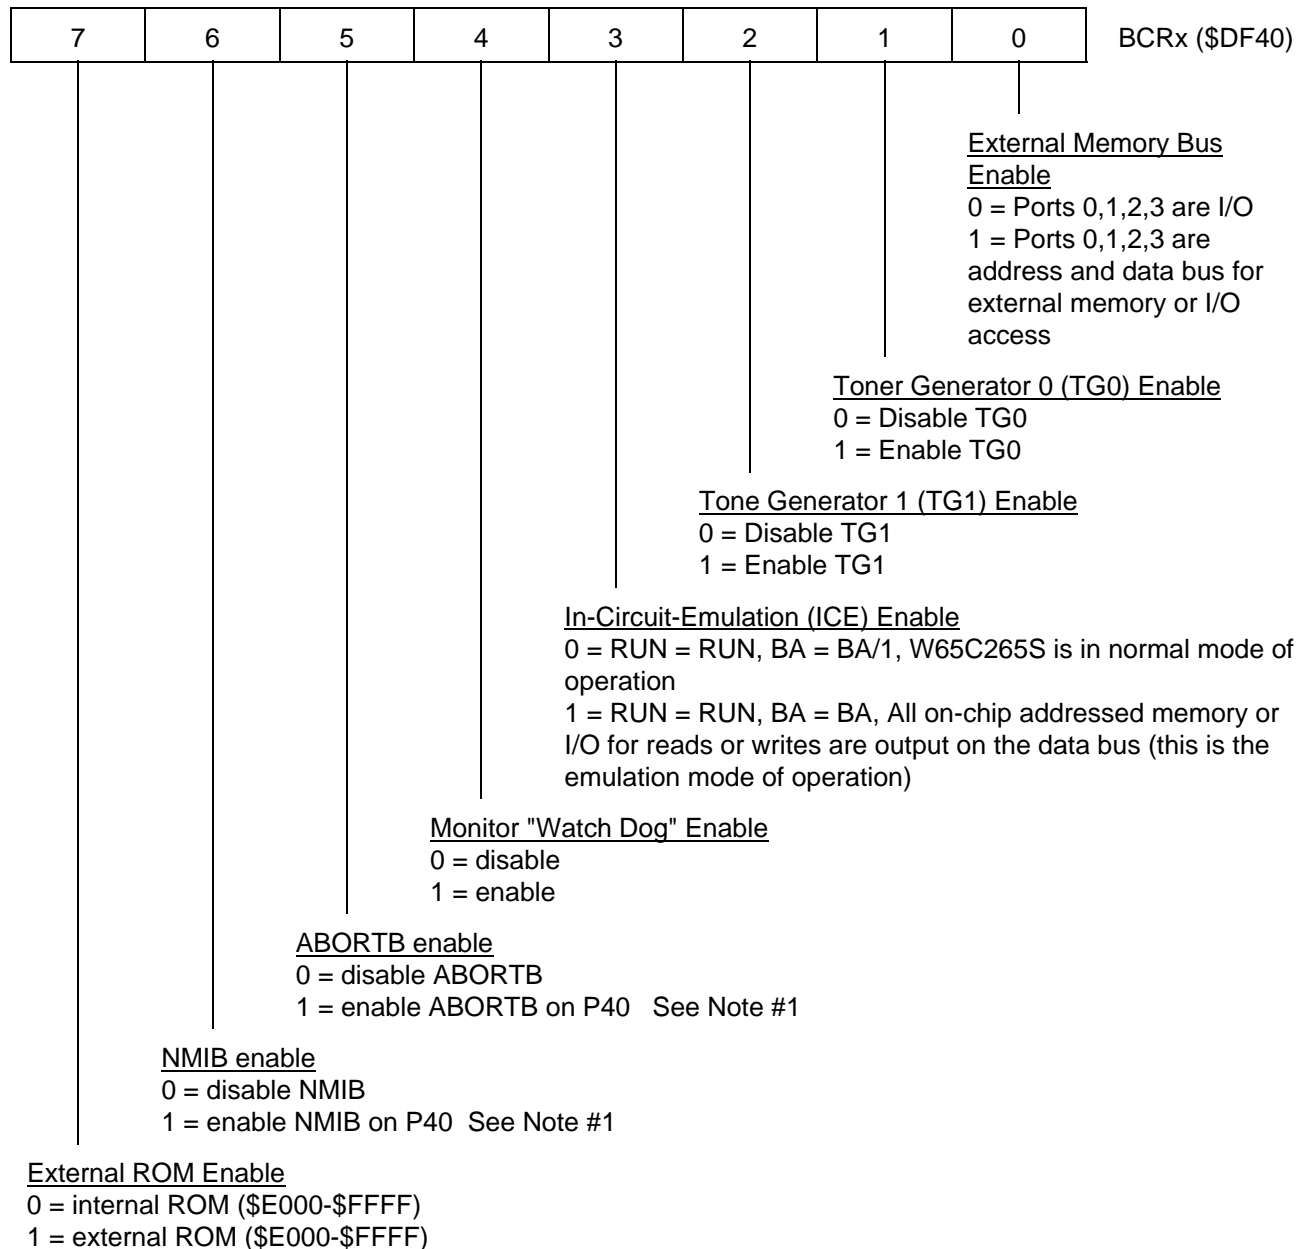 7 6 5 4 3 2 1 0 BCRx ($DF40)
External Memory Bus
Enable
0 = Ports 0,1,2,3 are I/O
1 = Ports 0,1,2,3 are
address and data bus for
external memory or I/O
access
Toner Generator 0 (TG0) Enable
0 = Disable TG0
1 = Enable TG0
Tone Generator 1 (TG1) Enable
0 = Disable TG1
1 = Enable TG1
In-Circuit-Emulation (ICE) Enable
0 = RUN = RUN, BA = BA/1, W65C265S is in normal mode of
operation
1 = RUN = RUN, BA = BA, All on-chip addressed memory or
I/O for reads or writes are output on the data bus (this is the
emulation mode of operation)
Monitor "Watch Dog" Enable
0 = disable
1 = enable
ABORTB enable
0 = disable ABORTB
1 = enable ABORTB on P40 See Note #1
NMIB enable
0 = disable NMIB
1 = enable NMIB on P40 See Note #1
External ROM Enable
0 = internal ROM ($E000-$FFFF)
1 = external ROM ($E000-$FFFF)